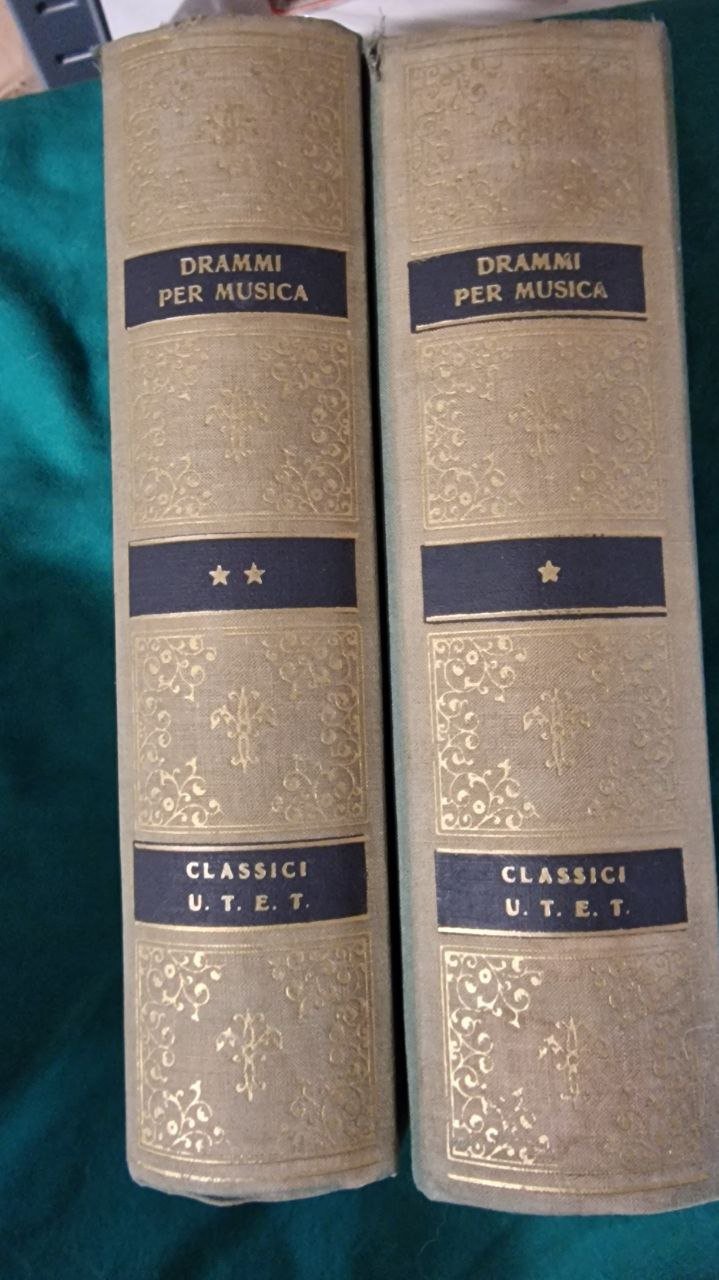 DRAMMI
PER MUSICA
★★
CLASSICI
U. T. E. T.
DRAMMI
PER MUSICA
★
CLASSICI
U. T. E. T.